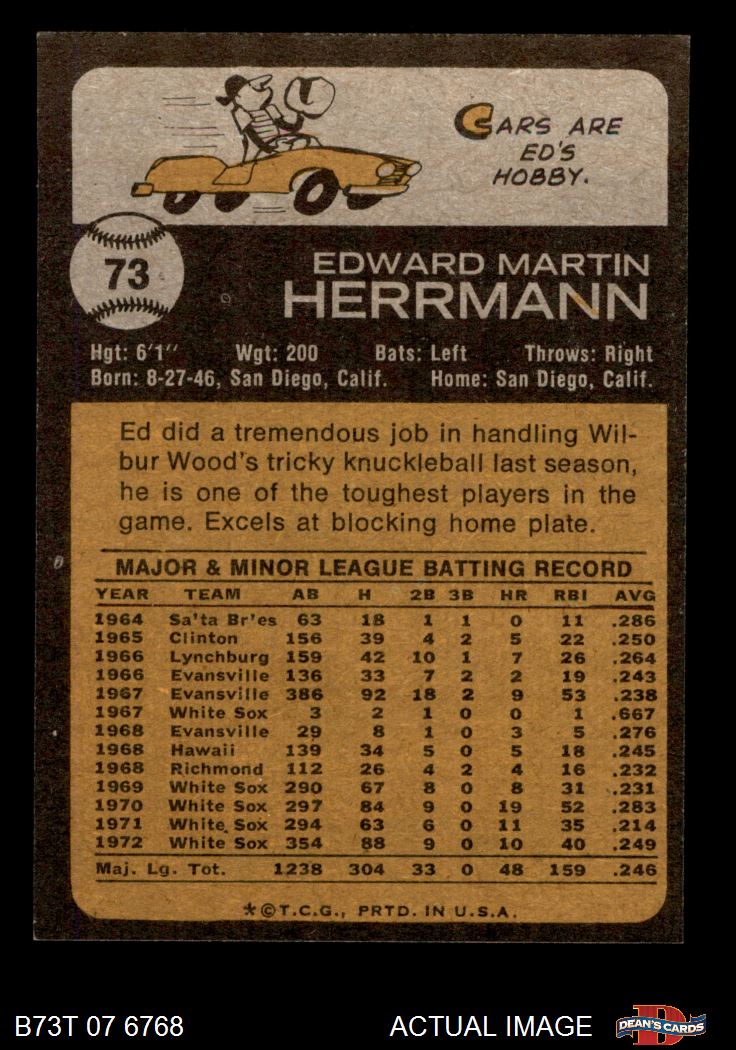 CARS ARE
ED'S
HOBBY.
73
EDWARD MARTIN
HERRMANN
Hgt: 6'1" Wgt: 200 Bats: Left Throws: Right
Born: 8-27-46, San Diego, Calif. Home: San Diego, Calif.
Ed did a tremendous job in handling Wil-
bur Wood's tricky knuckleball last season,
he is one of the toughest players in the
game. Excels at blocking home plate.
MAJOR & MINOR LEAGUE BATTING RECORD
YEAR TEAM AB H 2B 3B HR RBI AVG
1964 Sa'ta Br'es 63 18 1 1 0 11 .286
1965 Clinton 156 39 4 2 5 22 .250
1966 Lynchburg 159 42 10 1 7 26 .264
1966 Evansville 136 33 7 2 2 19 .243
1967 Evansville 386 92 18 2 9 53 .238
1967 White Sox 3 2 1 0 0 1 .667
1968 Evansville 29 8 1 0 3 5 .276
1968 Hawaii 139 34 5 0 5 18 .245
1968 Richmond 112 26 4 2 4 16 .232
1969 White Sox 290 67 8 0 8 31 .231
1970 White Sox 297 84 9 0 19 52 .283
1971 White Sox 294 63 6 0 11 35 .214
1972 White Sox 354 88 9 0 10 40 .249
Maj. Lg. Tot. 1238 304 33 0 48 159 .246
*©T.C.G., PRTD. IN U.S.A.
B73T 07 6768 ACTUAL IMAGE D DEAN'S CARDS